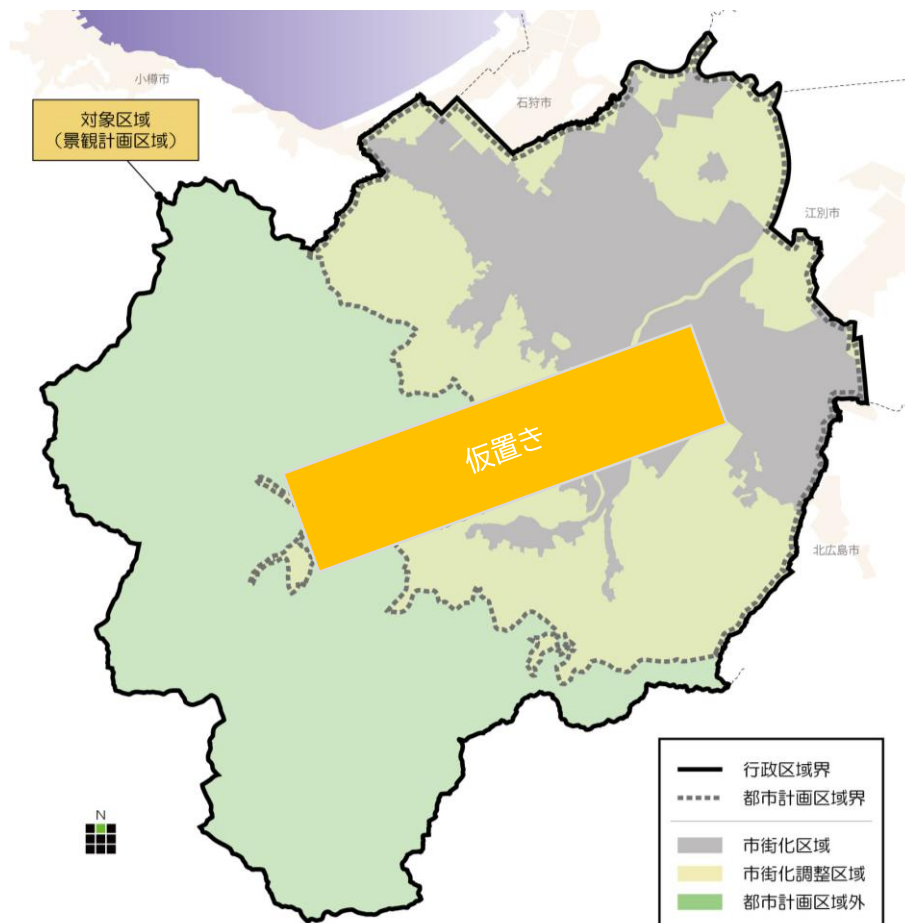 小樽市
石狩市
対象区域
（景観計画区域）
江別市
仮置き
北広島市
行政区域界
都市計画区域界
N
市街化区域
市街化調整区域
都市計画区域外